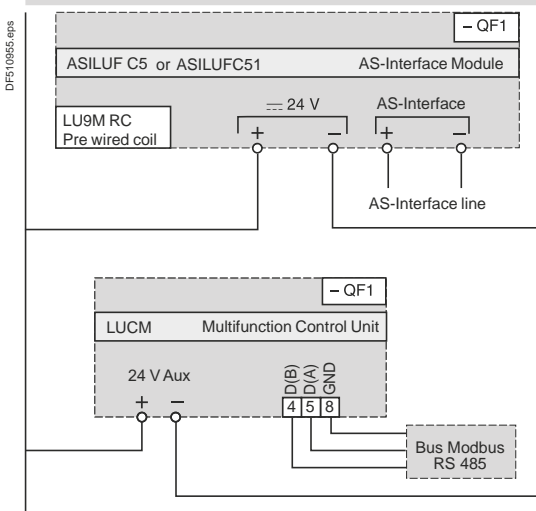 DF510955.eps
– QF1
ASILUF C5 or ASILUFC51 AS-Interface Module
LU9M RC
Pre wired coil
⎓ 24 V
AS-Interface
+ – + –
AS-Interface line
– QF1
LUCM Multifunction Control Unit
24 V Aux
+ –
D(B) D(A) GND
4 5 8
Bus Modbus
RS 485